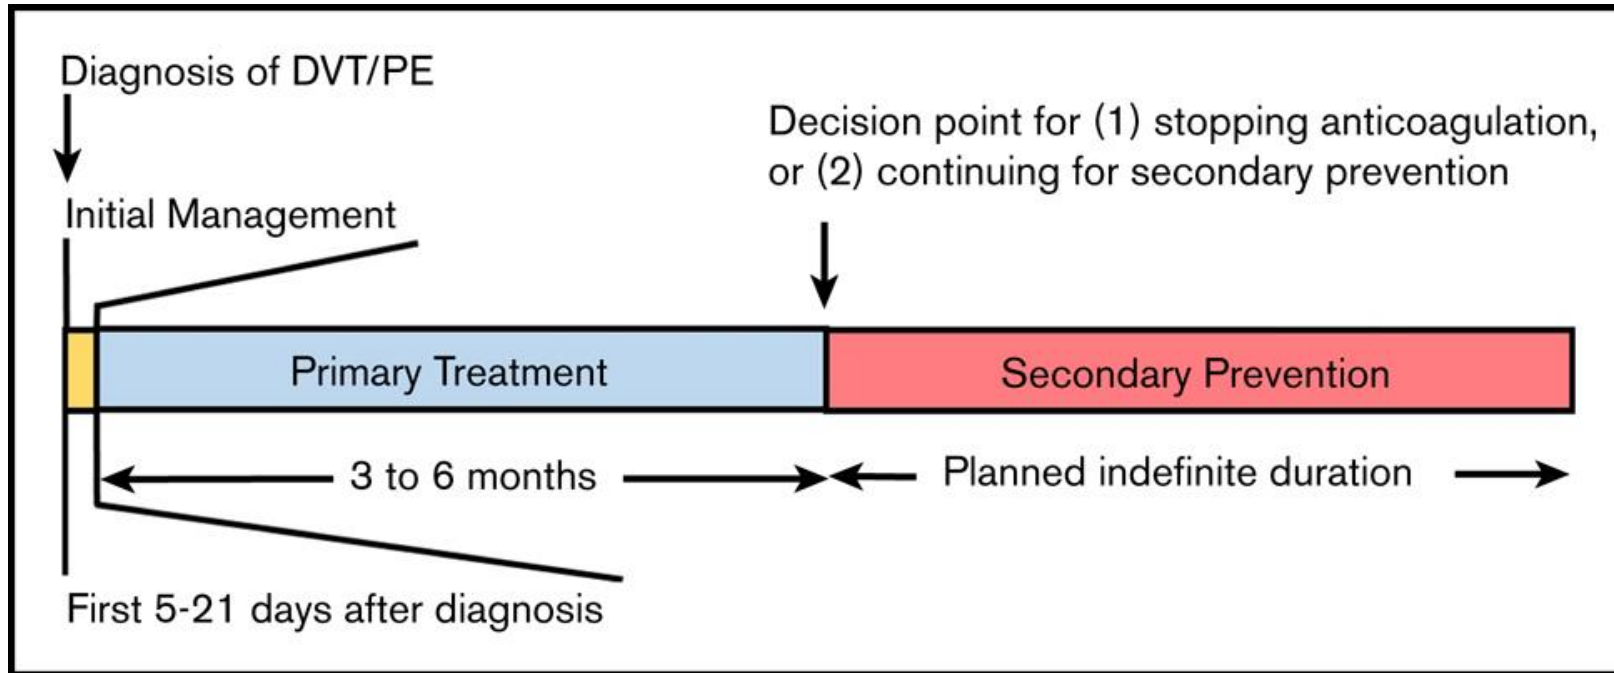 Diagnosis of DVT/PE
Decision point for (1) stopping anticoagulation,
or (2) continuing for secondary prevention
Initial Management
Primary Treatment
Secondary Prevention
3 to 6 months
Planned indefinite duration
First 5-21 days after diagnosis